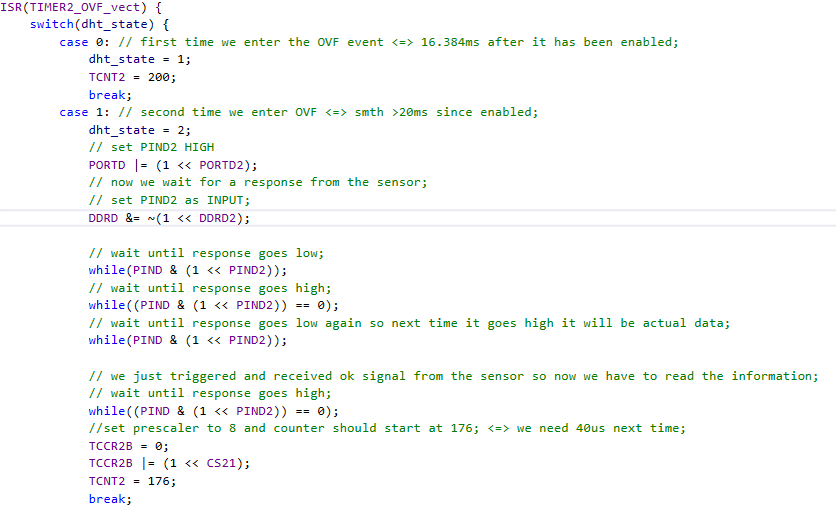 ISR(TIMER2_OVF_vect) {
    switch(dht_state) {
        case 0: // first time we enter the OVF event <=> 16.384ms after it has been enabled;
            dht_state = 1;
            TCNT2 = 200;
            break;
        case 1: // second time we enter OVF <=> smth >20ms since enabled;
            dht_state = 2;
            // set PIND2 HIGH
            PORTD |= (1 << PORTD2);
            // now we wait for a response from the sensor;
            // set PIND2 as INPUT;
            DDRD &= ~(1 << DDRD2);

            // wait until response goes low;
            while(PIND & (1 << PIND2));
            // wait until response goes high;
            while((PIND & (1 << PIND2)) == 0);
            // wait until response goes low again so next time it goes high it will be actual data;
            while(PIND & (1 << PIND2));

            // we just triggered and received ok signal from the sensor so now we have to read the information;
            // wait until response goes high;
            while((PIND & (1 << PIND2)) == 0);
            //set prescaler to 8 and counter should start at 176; <=> we need 40us next time;
            TCCR2B = 0;
            TCCR2B |= (1 << CS21);
            TCNT2 = 176;
            break;